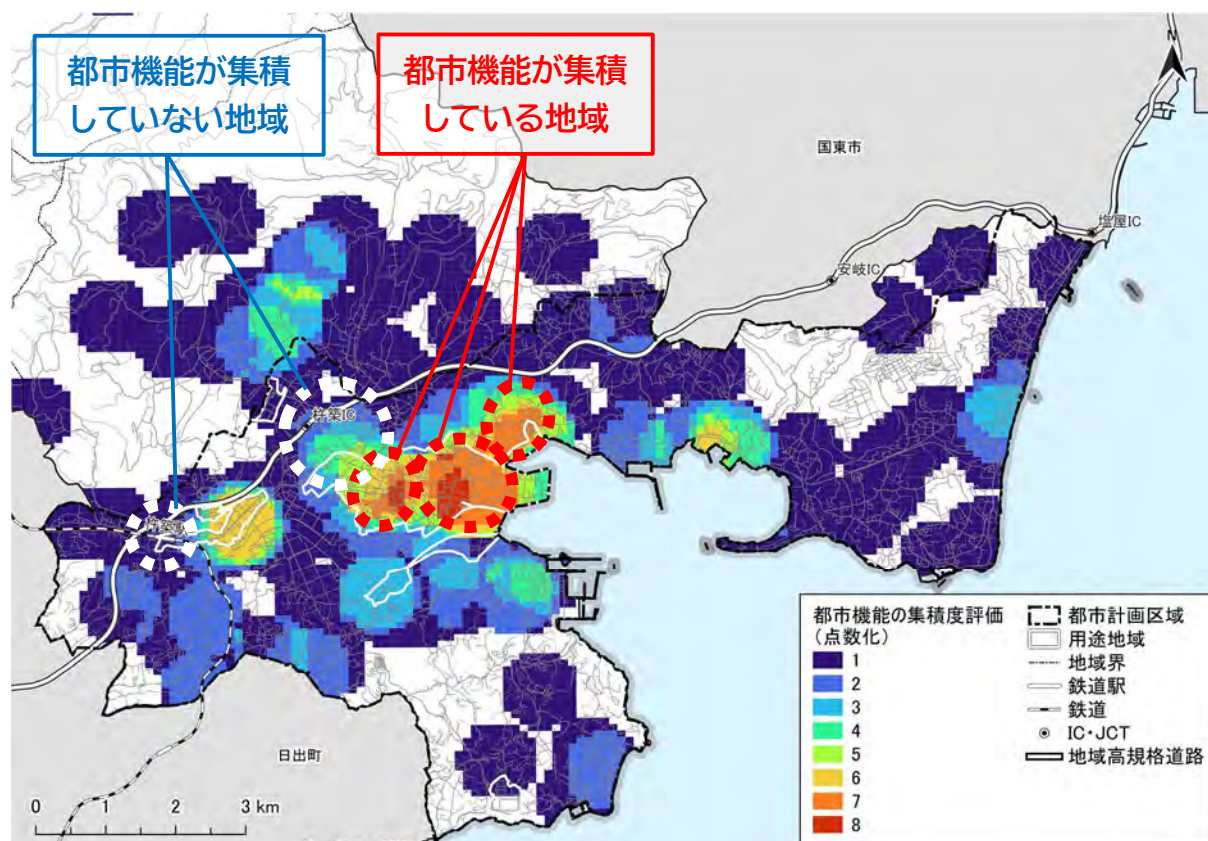 都市機能が集積
していない地域
都市機能が集積
している地域
N
国東市
塩屋IC
安岐IC
杵築IC
日出町
0 1 2 3 km
都市機能の集積度評価
(点数化)
1
2
3
4
5
6
7
8
都市計画区域
用途地域
地域界
鉄道駅
鉄道
IC・JCT
地域高規格道路